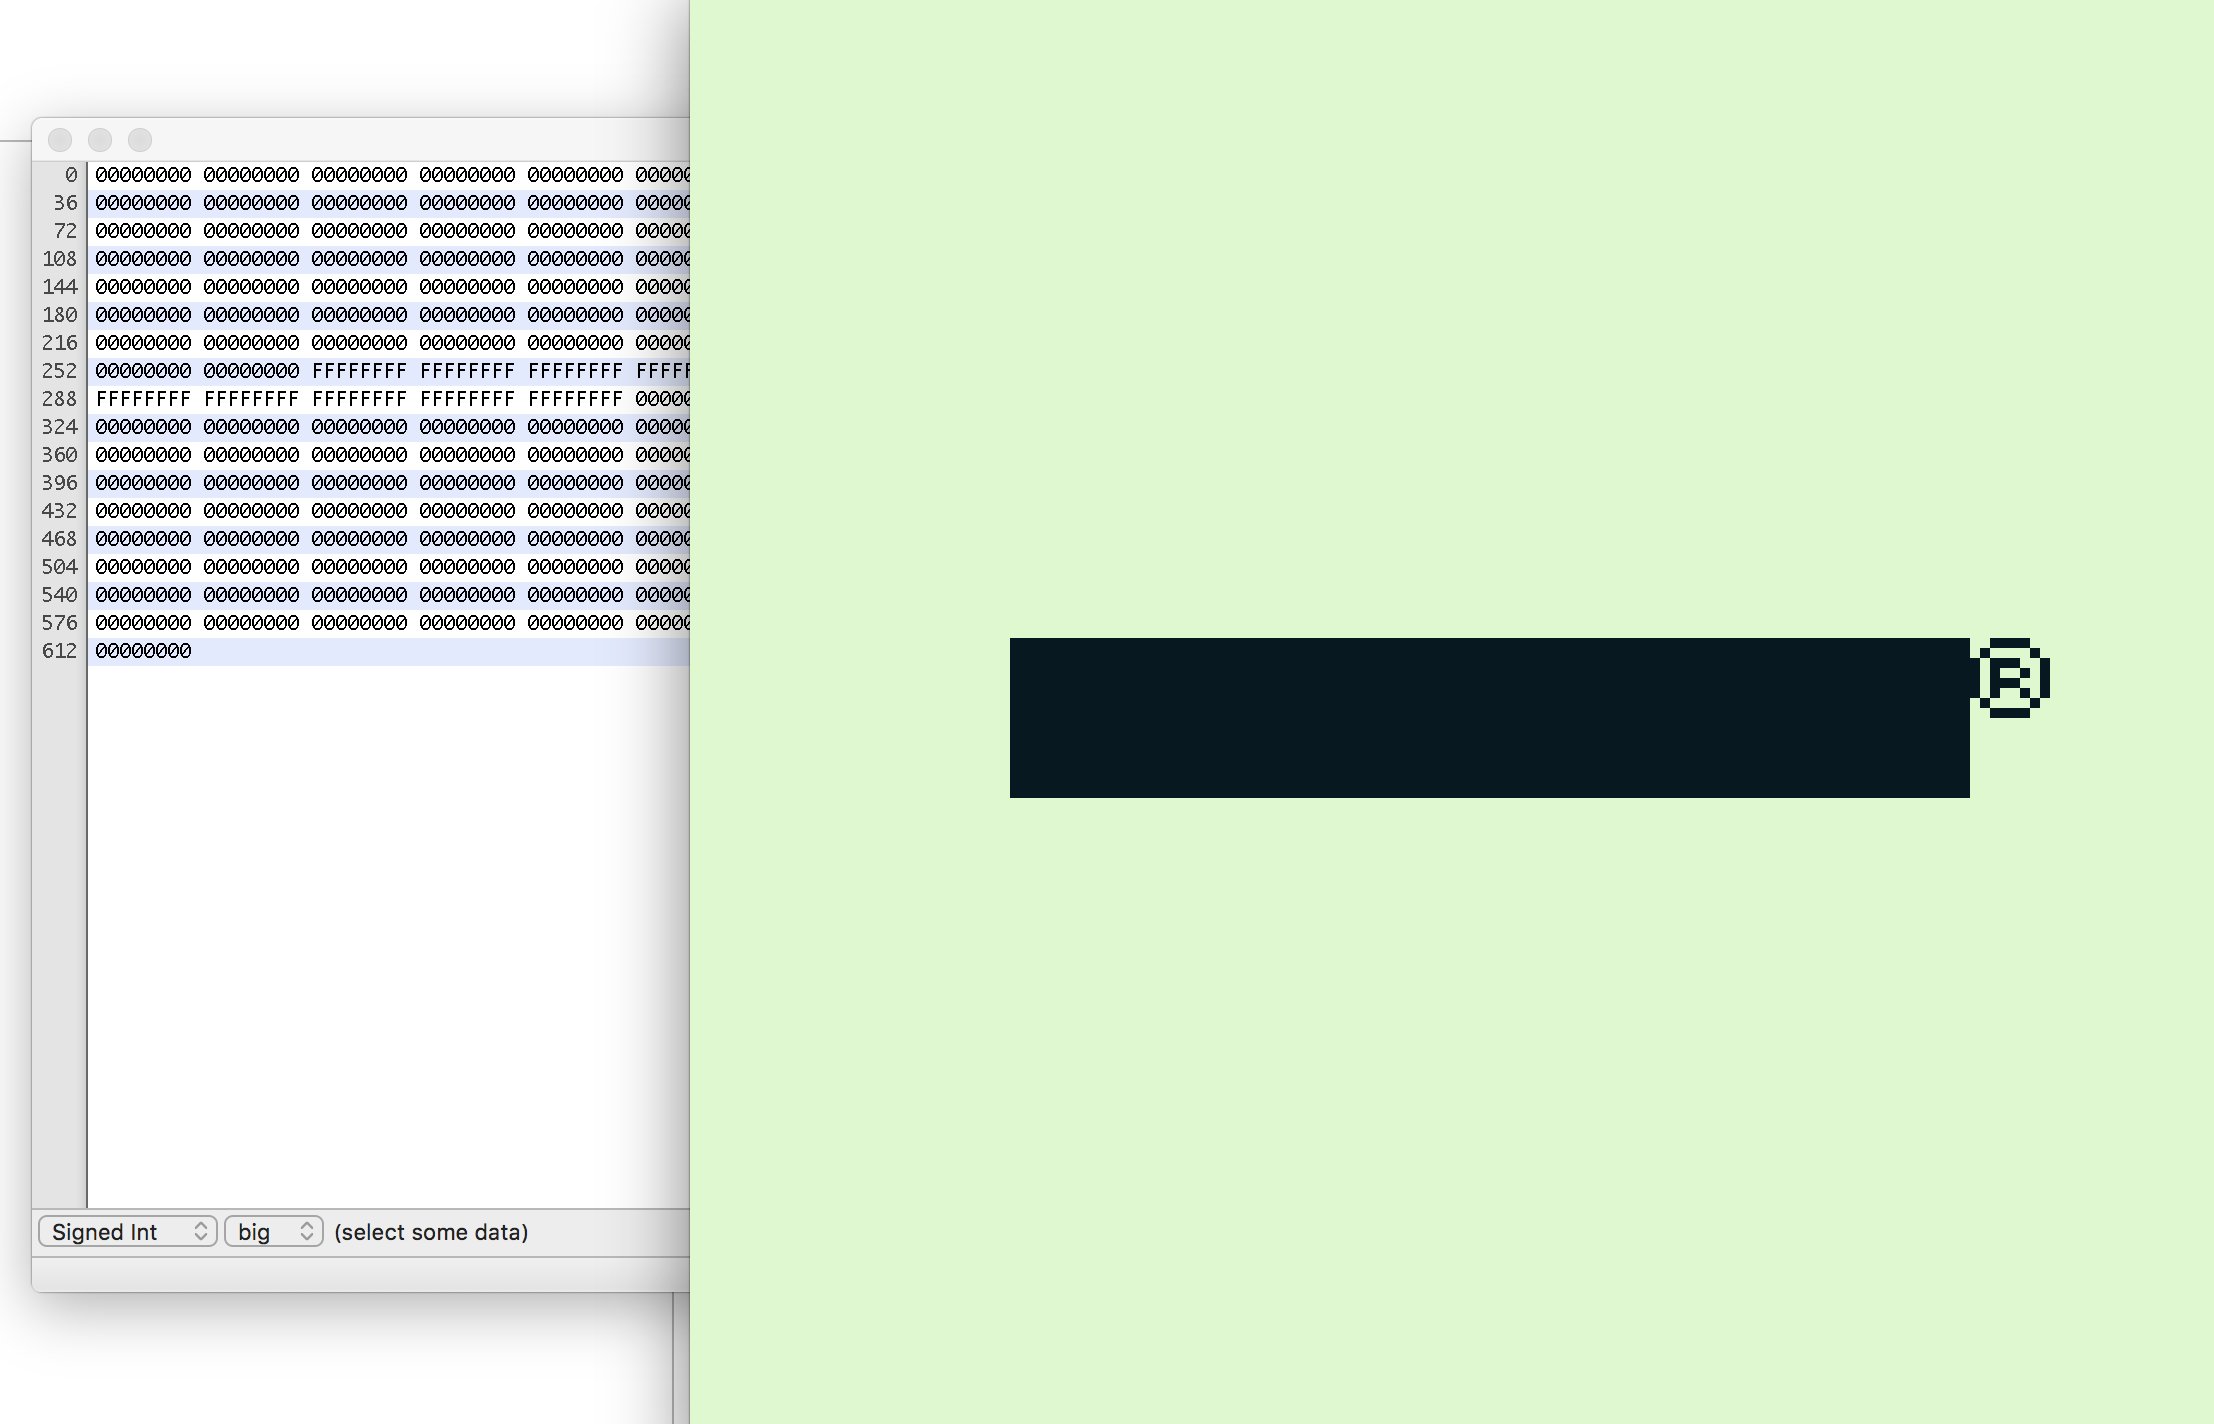 0 00000000 00000000 00000000 00000000 00000000 00000
36 00000000 00000000 00000000 00000000 00000000 00000
72 00000000 00000000 00000000 00000000 00000000 00000
108 00000000 00000000 00000000 00000000 00000000 00000
144 00000000 00000000 00000000 00000000 00000000 00000
180 00000000 00000000 00000000 00000000 00000000 00000
216 00000000 00000000 00000000 00000000 00000000 00000
252 00000000 00000000 FFFFFFFF FFFFFFFF FFFFFFFF FFFFF
288 FFFFFFFF FFFFFFFF FFFFFFFF FFFFFFFF FFFFFFFF 00000
324 00000000 00000000 00000000 00000000 00000000 00000
360 00000000 00000000 00000000 00000000 00000000 00000
396 00000000 00000000 00000000 00000000 00000000 00000
432 00000000 00000000 00000000 00000000 00000000 00000
468 00000000 00000000 00000000 00000000 00000000 00000
504 00000000 00000000 00000000 00000000 00000000 00000
540 00000000 00000000 00000000 00000000 00000000 00000
576 00000000 00000000 00000000 00000000 00000000 00000
612 00000000
Signed Int big (select some data)
®